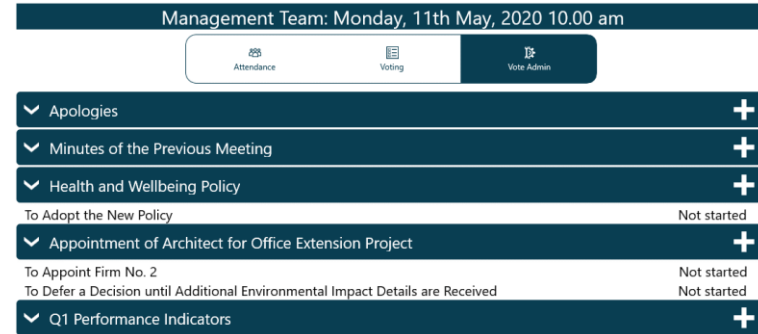 Management Team: Monday, 11th May, 2020 10.00 am
Attendance Voting Vote Admin
Apologies
Minutes of the Previous Meeting
Health and Wellbeing Policy
To Adopt the New Policy Not started
Appointment of Architect for Office Extension Project
To Appoint Firm No. 2 Not started
To Defer a Decision until Additional Environmental Impact Details are Received Not started
Q1 Performance Indicators